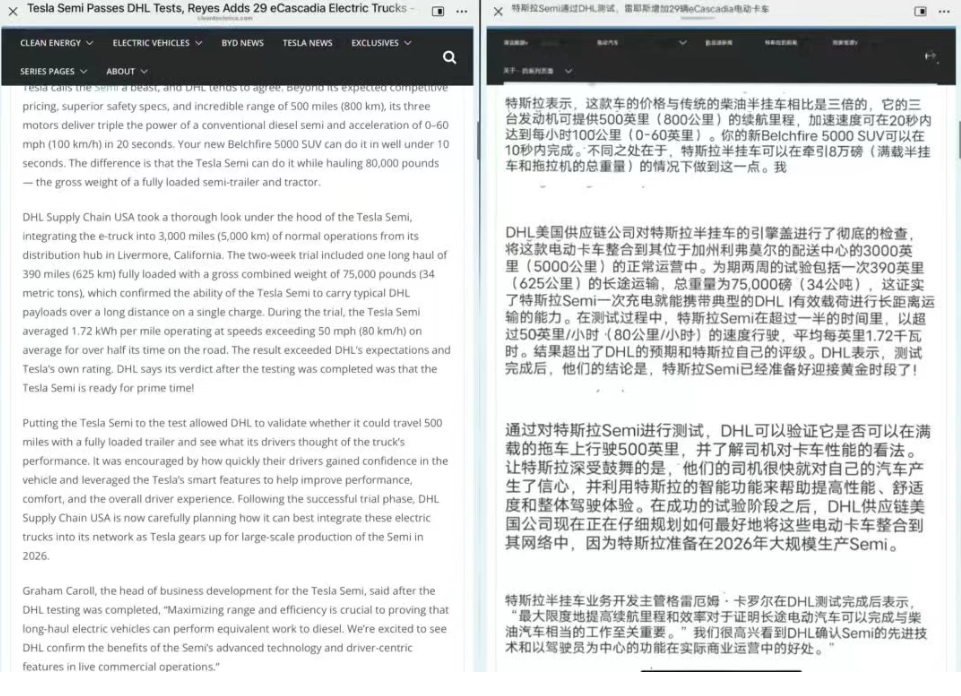 Tesla Semi Passes DHL Tests, Reyes Adds 29 eCascadia Electric Trucks -
cleantechnica.com
CLEAN ENERGY
ELECTRIC VEHICLES
BYD NEWS
TESLA NEWS
EXCLUSIVES
SERIES PAGES
ABOUT
Tesla calls the Semi a beast, and DHL tends to agree. Beyond its expected competitive
pricing, superior safety specs, and incredible range of 500 miles (800 km), its three
motors deliver triple the power of a conventional diesel semi and acceleration of 0–60
mph (100 km/h) in 20 seconds. Your new Belchfire 5000 SUV can do it in well under 10
seconds. The difference is that the Tesla Semi can do it while hauling 80,000 pounds
— the gross weight of a fully loaded semi-trailer and tractor.
DHL Supply Chain USA took a thorough look under the hood of the Tesla Semi,
integrating the e-truck into 3,000 miles (5,000 km) of normal operations from its
distribution hub in Livermore, California. The two-week trial included one long haul of
390 miles (625 km) fully loaded with a gross combined weight of 75,000 pounds (34
metric tons), which confirmed the ability of the Tesla Semi to carry typical DHL
payloads over a long distance on a single charge. During the trial, the Tesla Semi
averaged 1.72 kWh per mile operating at speeds exceeding 50 mph (80 km/h) on
average for over half its time on the road. The result exceeded DHL's expectations and
Tesla's own rating. DHL says its verdict after the testing was completed was that the
Tesla Semi is ready for prime time!
Putting the Tesla Semi to the test allowed DHL to validate whether it could travel 500
miles with a fully loaded trailer and see what its drivers thought of the truck's
performance. It was encouraged by how quickly their drivers gained confidence in the
vehicle and leveraged the Tesla's smart features to help improve performance,
comfort, and the overall driver experience. Following the successful trial phase, DHL
Supply Chain USA is now carefully planning how it can best integrate these electric
trucks into its network as Tesla gears up for large-scale production of the Semi in
2026.
Graham Caroll, the head of business development for the Tesla Semi, said after the
DHL testing was completed, “Maximizing range and efficiency is crucial to proving that
long-haul electric vehicles can perform equivalent work to diesel. We're excited to see
DHL confirm the benefits of the Semi's advanced technology and driver-centric
features in live commercial operations.”
特斯拉Semi通过DHL测试，雷耶斯增加29辆eCascadia电动卡车
特斯拉表示，这款车的价格与传统的柴油半挂车相比是三倍的，它的三
台发动机可提供500英里（800公里）的续航里程，加速速度可在20秒内
达到每小时100公里（0-60英里）。你的新Belchfire 5000 SUV可以在
10秒内完成。不同之处在于，特斯拉半挂车可以在牵引8万磅（满载半挂
车和拖拉机的总重量）的情况下做到这一点。我
DHL美国供应链公司对特斯拉半挂车的引擎盖进行了彻底的检查，
将这款电动卡车整合到其位于加州利弗莫尔的配送中心的3000英
里（5000公里）的正常运营中。为期两周的试验包括一次390英里
（625公里）的长途运输，总重量为75,000磅（34公吨），这证实
了特斯拉Semi一次充电就能携带典型的DHL I有效载荷进行长距离运
输的能力。在测试过程中，特斯拉Semi在超过一半的时间里，以超
过50英里/小时（80公里/小时）的速度行驶，平均每英里1.72千瓦
时。结果超出了DHL的预期和特斯拉自己的评级。DHL表示，测试
完成后，他们的结论是，特斯拉Semi已经准备好迎接黄金时段了！
通过对特斯拉Semi进行测试，DHL可以验证它是否可以在满
载的拖车上行驶500英里，并了解司机对卡车性能的看法。
让特斯拉深受鼓舞的是，他们的司机很快就对自己的汽车产
生了信心，并利用特斯拉的智能功能来帮助提高性能、舒适
度和整体驾驶体验。在成功的试验阶段之后，DHL供应链美
国公司现在正在仔细规划如何最好地将这些电动卡车整合到
其网络中，因为特斯拉准备在2026年大规模生产Semi。
特斯拉半挂车业务开发主管格雷厄姆·卡罗尔在DHL测试完成后表示，
“最大限度地提高续航里程和效率对于证明长途电动汽车可以完成与柴
油汽车相当的工作至关重要。”我们很高兴看到DHL确认Semi的先进技
术和以驾驶员为中心的功能在实际商业运营中的好处。”